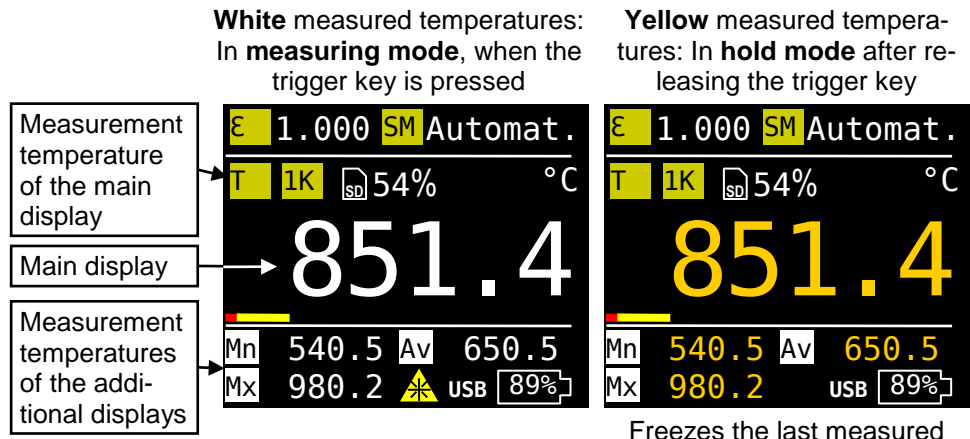 White measured temperatures:
In measuring mode, when the
trigger key is pressed
Yellow measured tempera-
tures: In hold mode after re-
leasing the trigger key
Measurement
temperature
of the main
display
Main display
Measurement
temperatures
of the addi-
tional displays
ε 1.000 SM Automat.
T 1K SD 54% °C
851.4
Mn 540.5 Av 650.5
Mx 980.2 USB 89%
ε 1.000 SM Automat.
T 1K SD 54% °C
851.4
Mn 540.5 Av 650.5
Mx 980.2 USB 89%
Freezes the last measured